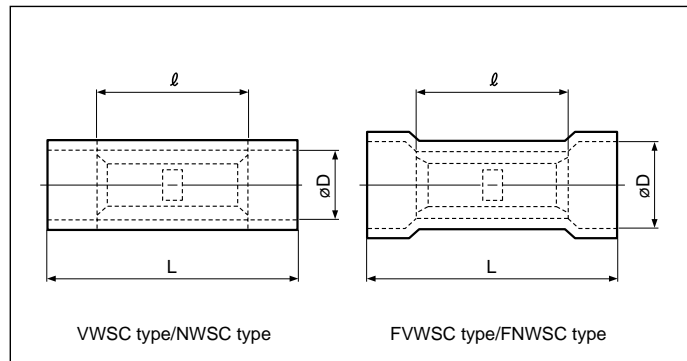 ℓ
ℓ
øD
øD
L
L
VWSC type/NWSC type
FVWSC type/FNWSC type